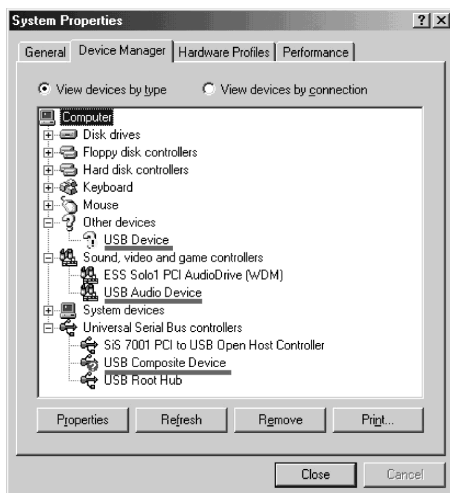 System Properties
General Device Manager Hardware Profiles Performance
View devices by type View devices by connection
Computer
Disk drives
Floppy disk controllers
Hard disk controllers
Keyboard
Mouse
Other devices
USB Device
Sound, video and game controllers
ESS Solo1 PCI AudioDrive (WDM)
USB Audio Device
System devices
Universal Serial Bus controllers
SiS 7001 PCI to USB Open Host Controller
USB Composite Device
USB Root Hub
Properties Refresh Remove Print...
Close Cancel